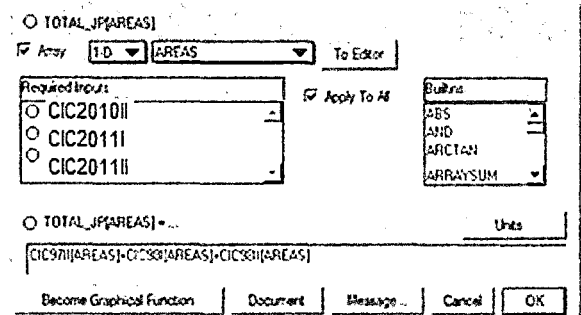 TOTAL_JP[AREAS]
Array 1-D AREAS To Editor
Required Inputs Apply To All Builtins
CIC2010II
CIC2011I
CIC2011Ii
ABS
AND
ARCTAN
ARRAYSUM
TOTAL_JP[AREAS] = ...
Units
Become Graphical Function Document Message... Cancel OK